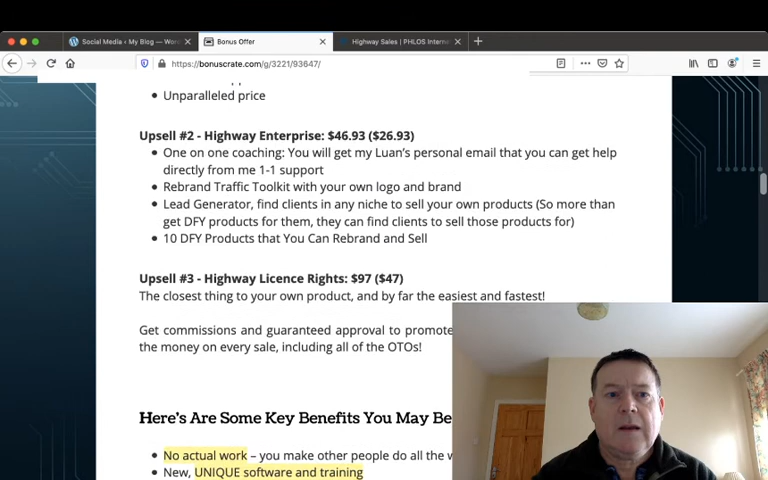 Social Media ‹ My Blog — Wor
Bonus Offer
Highway Sales | PHLOS Intern
https://bonuscrate.com/g/3221/93647/
Unparalleled price
Upsell #2 - Highway Enterprise: $46.93 ($26.93)
One on one coaching: You will get my Luan's personal email that you can get help
directly from me 1-1 support
Rebrand Traffic Toolkit with your own logo and brand
Lead Generator, find clients in any niche to sell your own products (So more than
get DFY products for them, they can find clients to sell those products for)
10 DFY Products that You Can Rebrand and Sell
Upsell #3 - Highway Licence Rights: $97 ($47)
The closest thing to your own product, and by far the easiest and fastest!
Get commissions and guaranteed approval to promote
the money on every sale, including all of the OTOs!
Here's Are Some Key Benefits You May Be
No actual work – you make other people do all the w
New, UNIQUE software and training